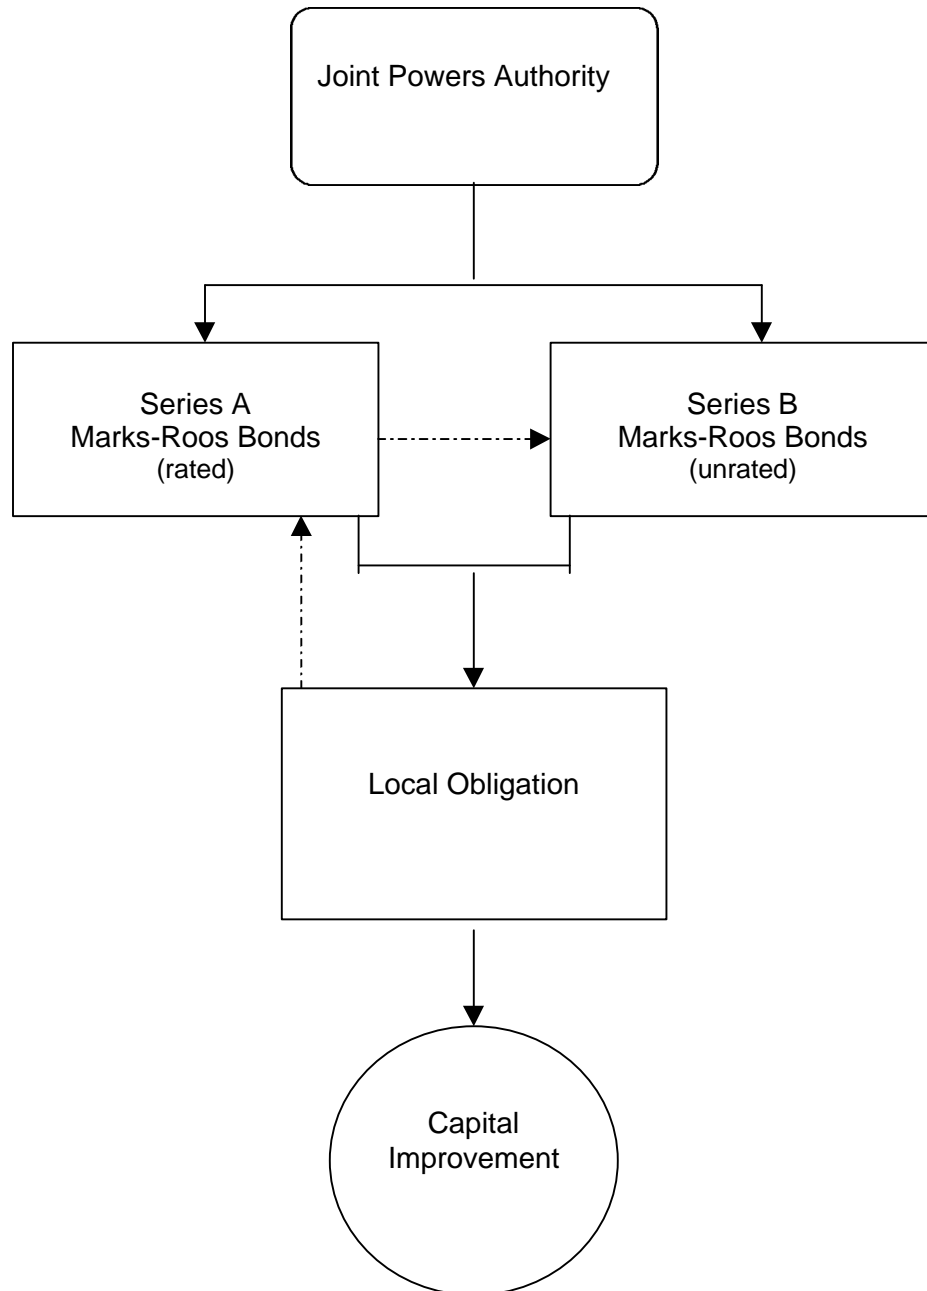 Joint Powers Authority
Series A
Marks-Roos Bonds
(rated)
Series B
Marks-Roos Bonds
(unrated)
Local Obligation
Capital
Improvement